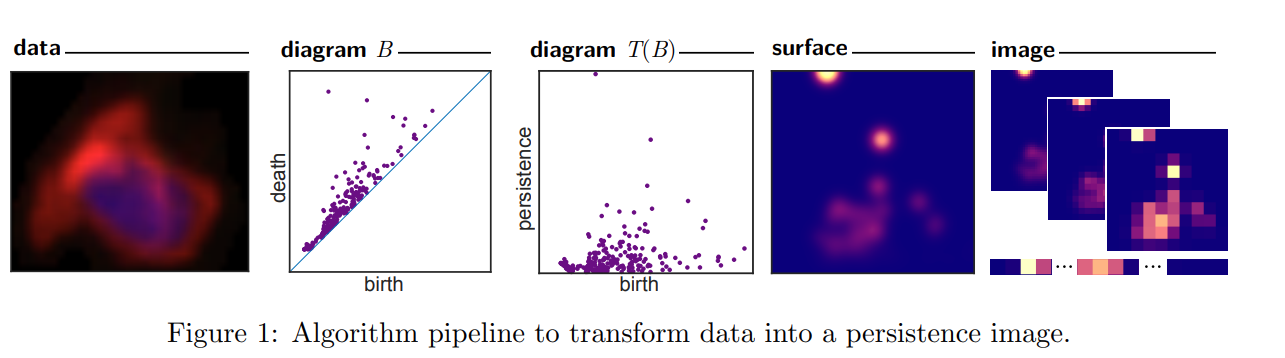 data
diagram B
diagram T(B)
surface
image
death
birth
persistence
birth
...
...
Figure 1: Algorithm pipeline to transform data into a persistence image.